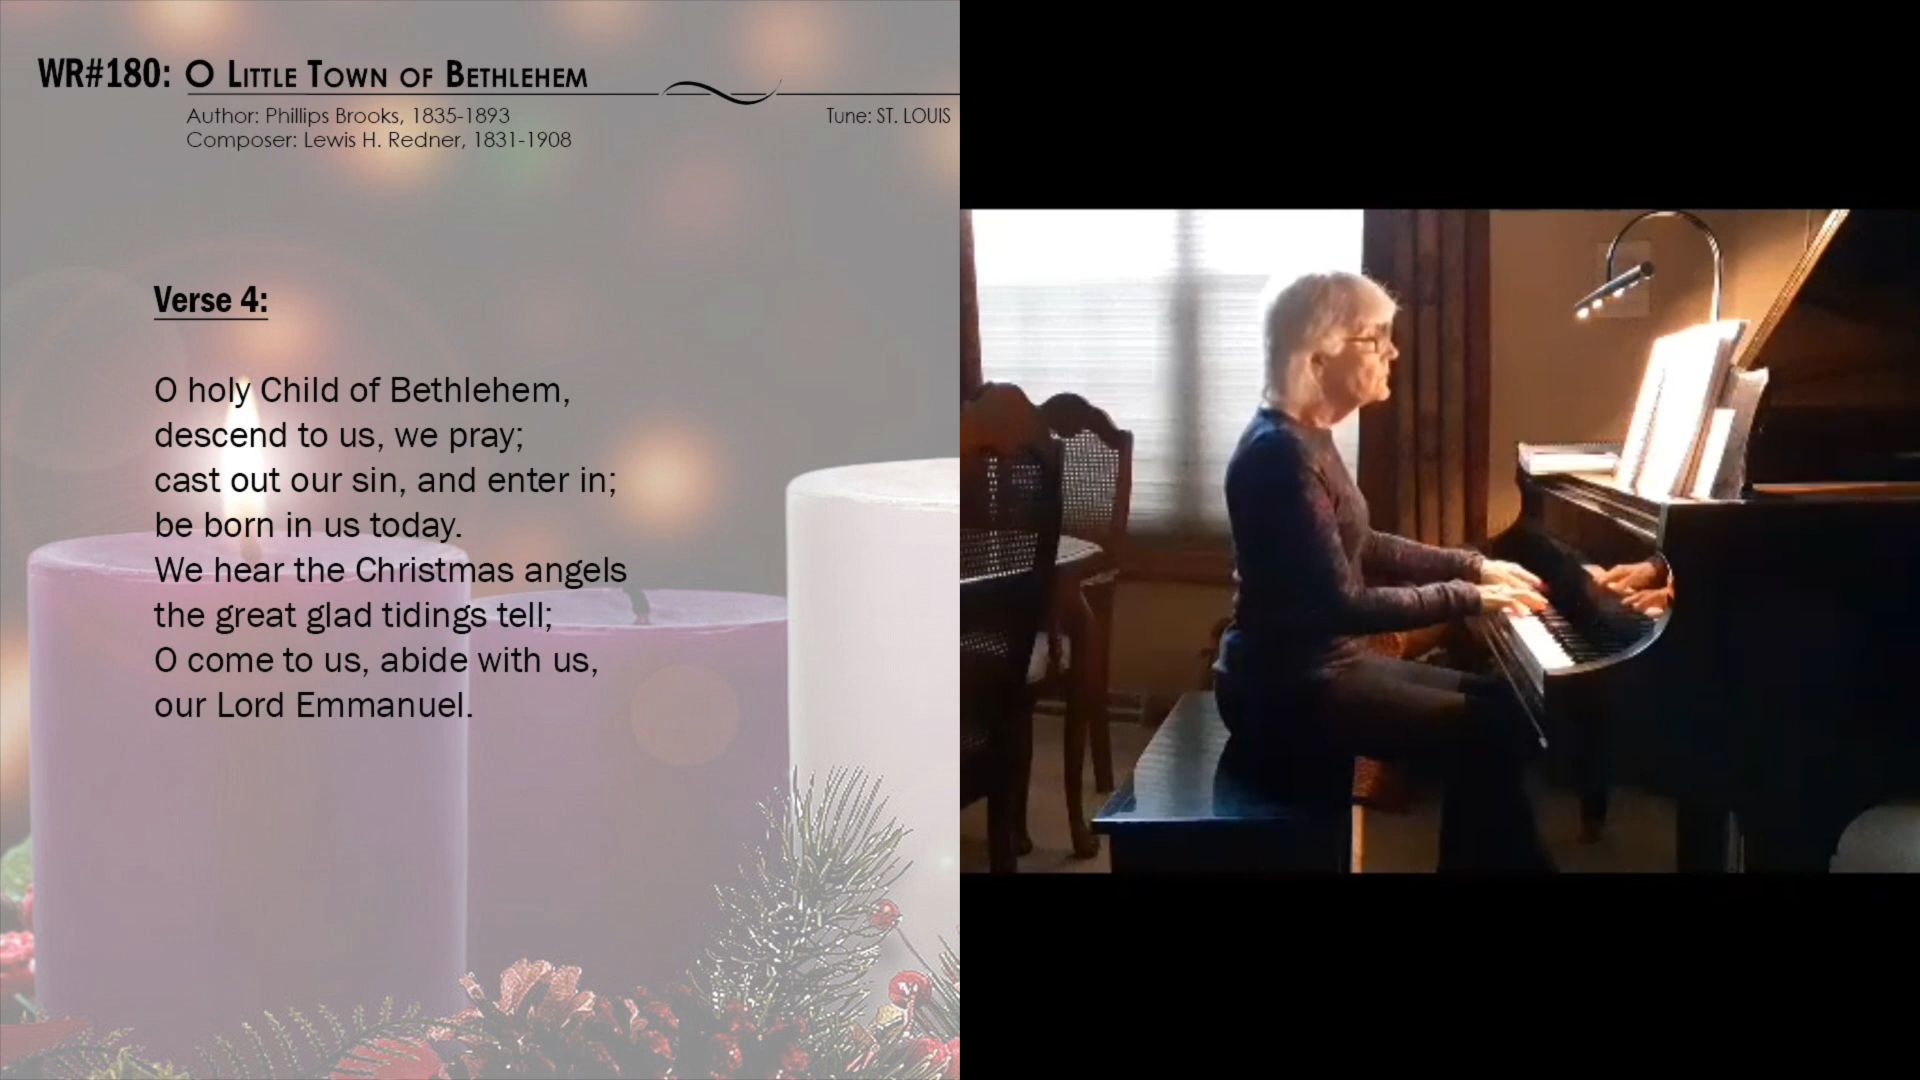 WR#180: O Little Town of Bethlehem
Author: Phillips Brooks, 1835-1893
Tune: ST. LOUIS
Composer: Lewis H. Redner, 1831-1908
Verse 4:
O holy Child of Bethlehem,
descend to us, we pray;
cast out our sin, and enter in;
be born in us today.
We hear the Christmas angels
the great glad tidings tell;
O come to us, abide with us,
our Lord Emmanuel.